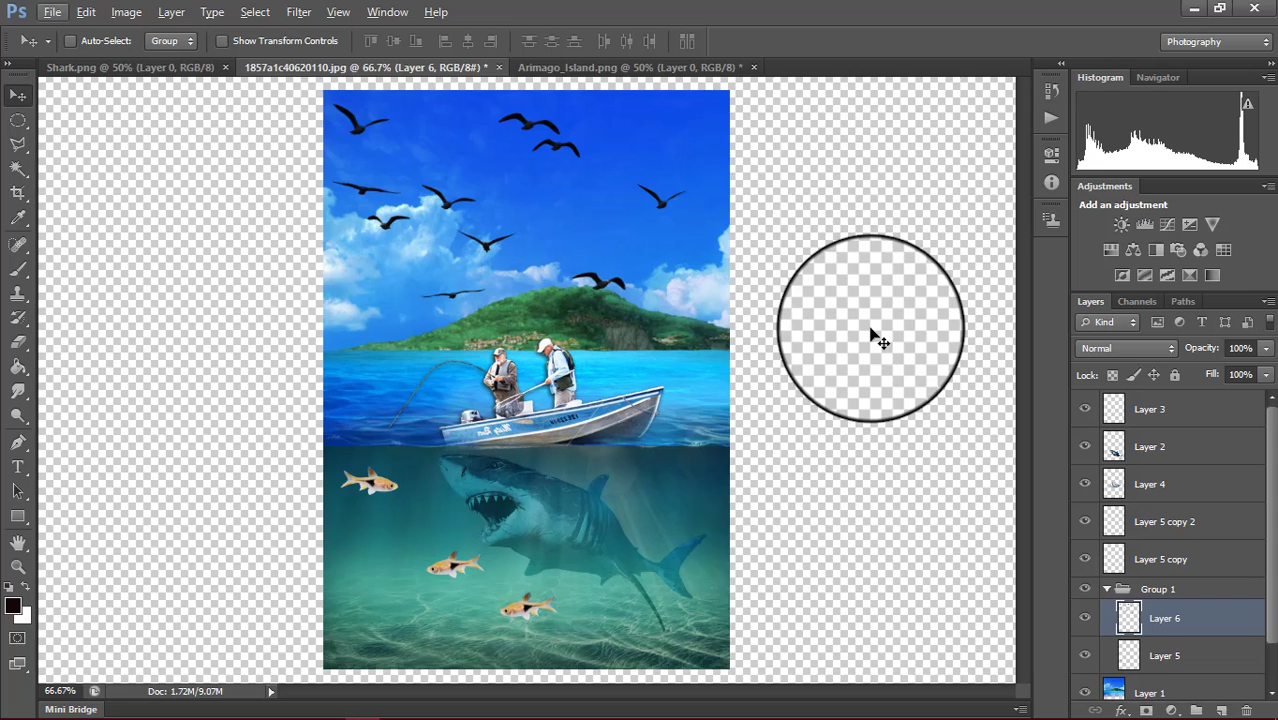 Ps File Edit Image Layer Type Select Filter View Window Help
Auto-Select: Group Show Transform Controls Photography
Shark.png @ 50% (Layer 0, RGB/8) × 1857a1c40620110.jpg @ 66.7% (Layer 6, RGB/8#) * × Arimago_Island.png @ 50% (Layer 0, RGB/8) * ×
Histogram Navigator
Adjustments
Add an adjustment
Layers Channels Paths
Kind
Normal Opacity: 100%
Lock: Fill: 100%
Layer 3
Layer 2
Layer 4
Layer 5 copy 2
Layer 5 copy
Group 1
Layer 6
Layer 5
Layer 1
66.67% Doc: 1.72M/9.07M
Mini Bridge